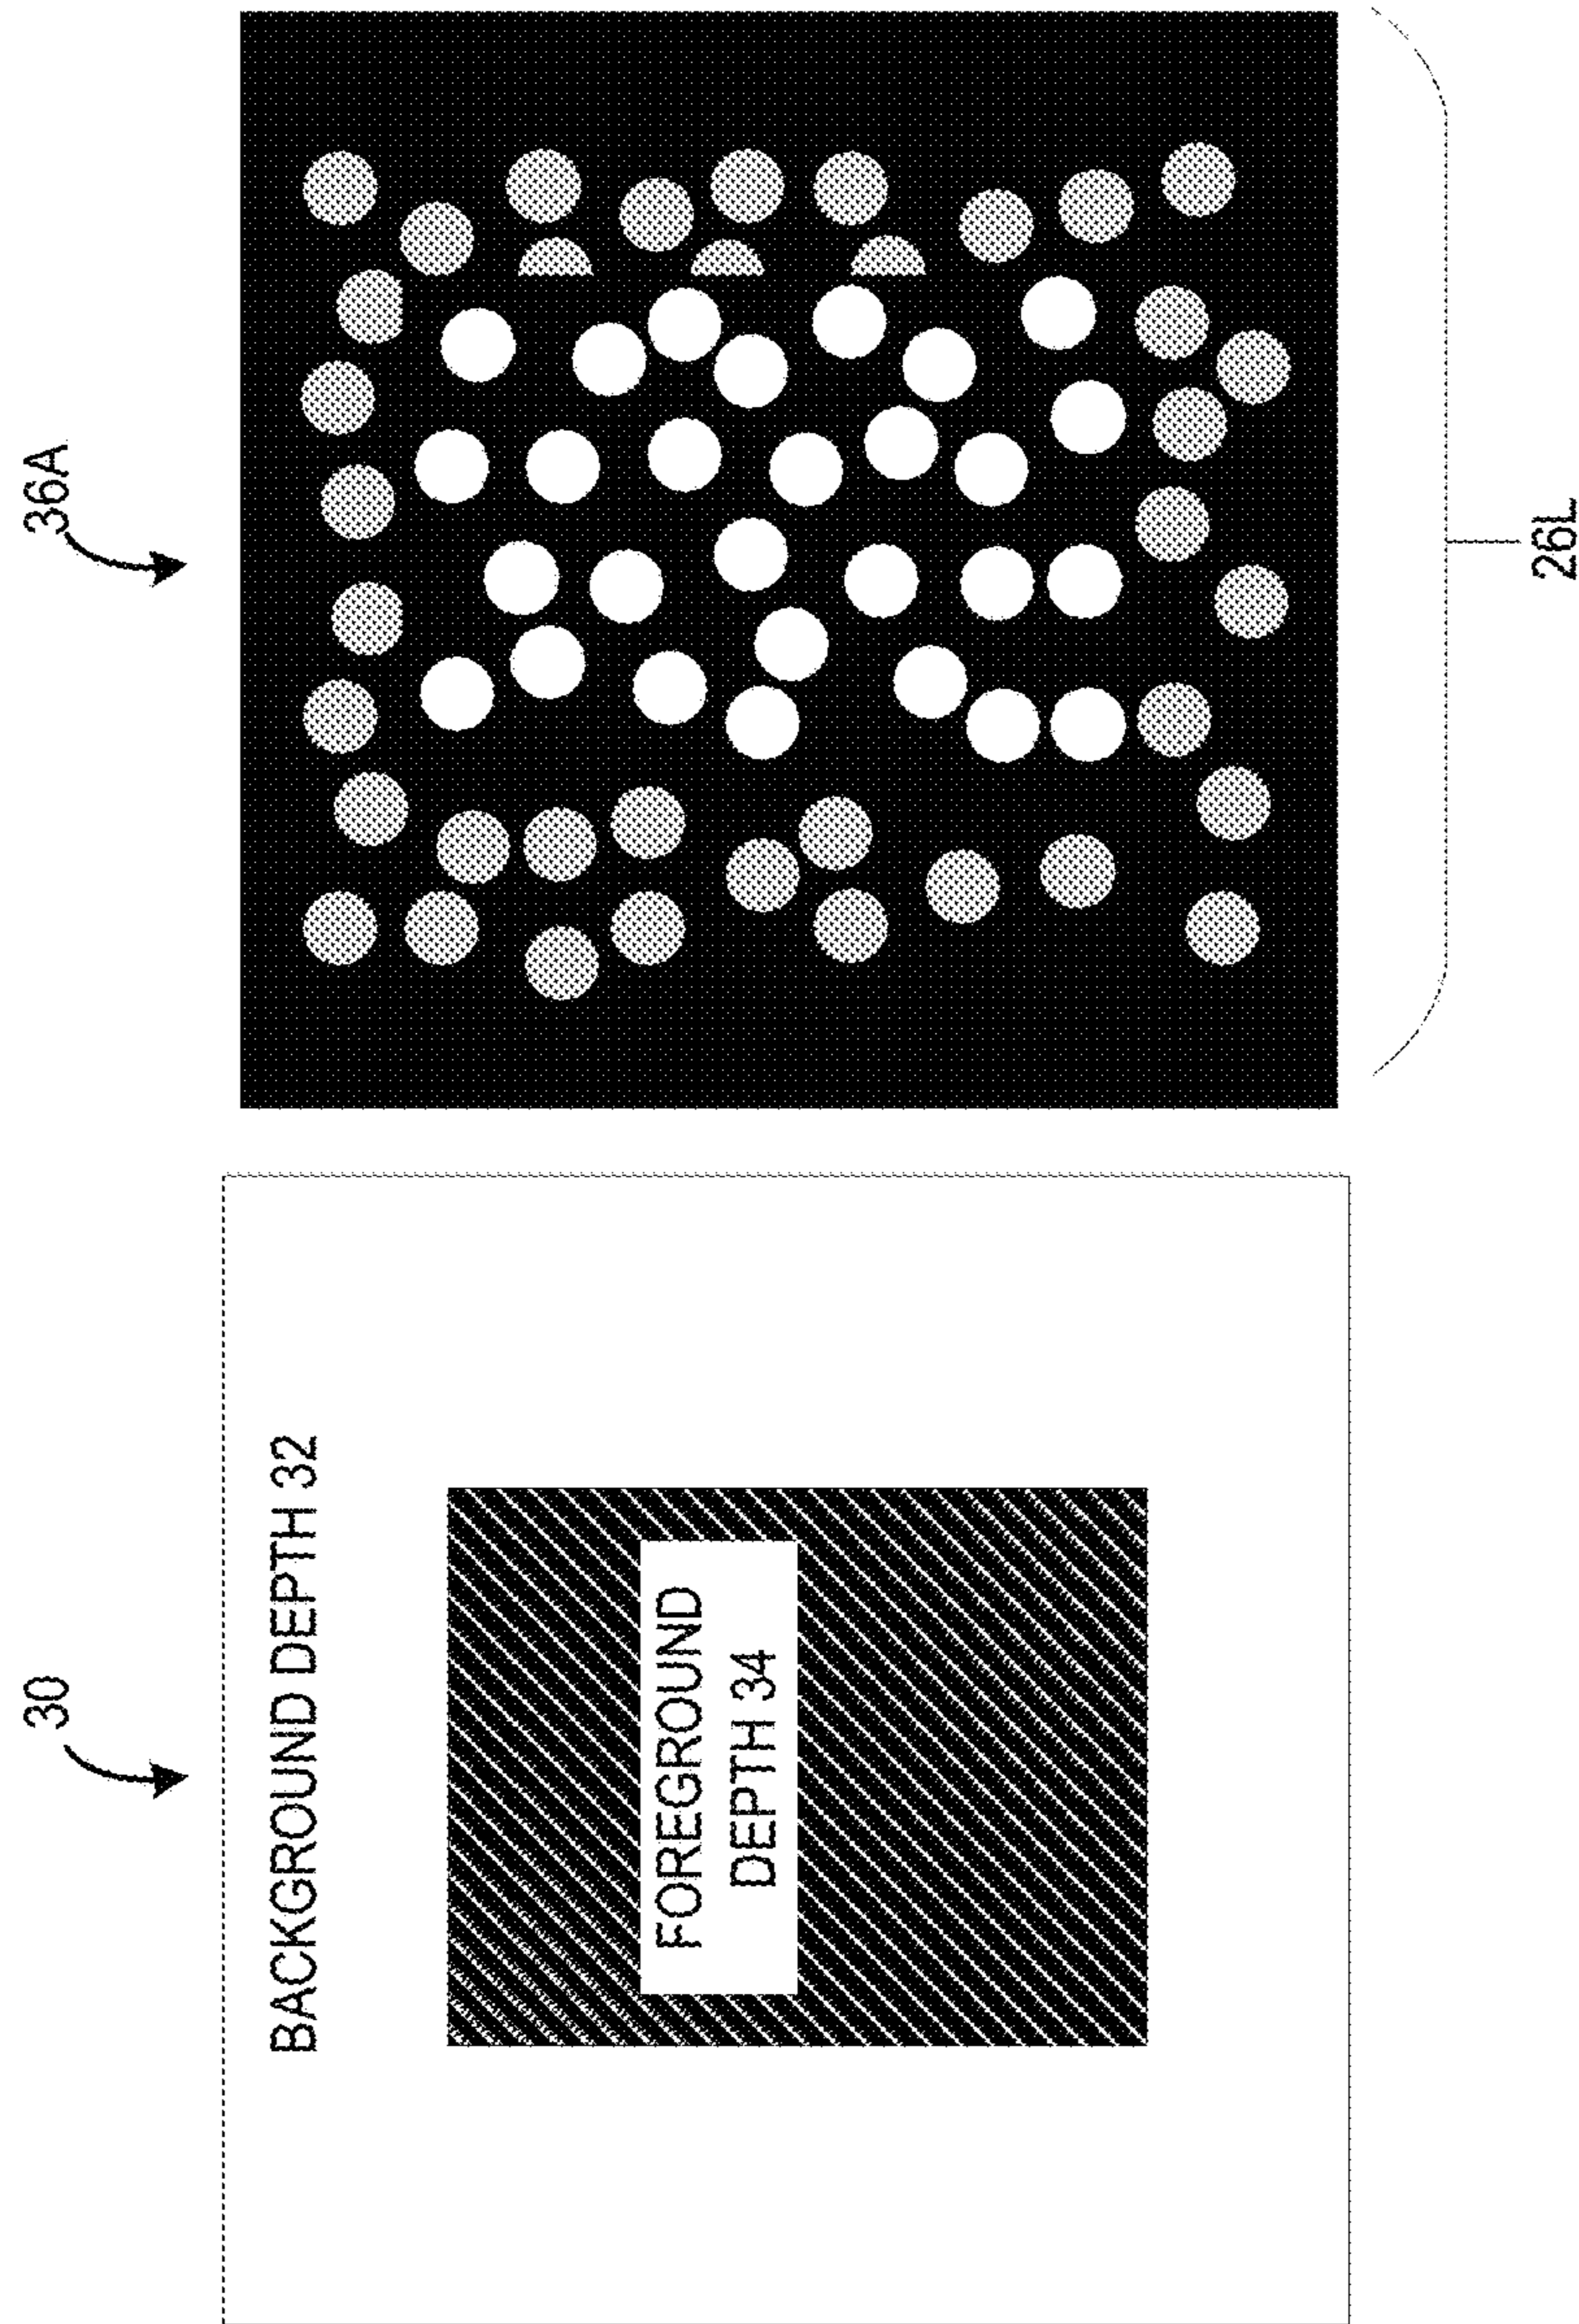 30
BACKGROUND DEPTH 32
FOREGROUND
DEPTH 34
36A
26L